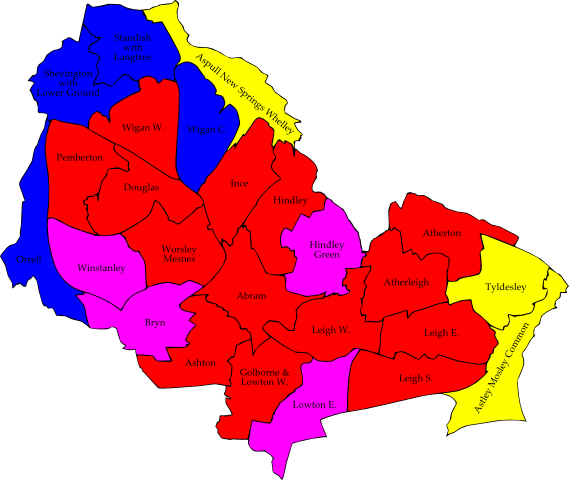 Standish
with
Langtree
Shevington
with
Lower Ground
Aspull New Springs Whelley
Wigan W.
Wigan C.
Pemberton
Douglas
Ince
Hindley
Atherton
Orrell
Winstanley
Worsley
Mesnes
Hindley
Green
Atherleigh
Tyldesley
Abram
Bryn
Leigh W.
Leigh E.
Astley Mosley Common
Ashton
Golborne &
Lowton W.
Leigh S.
Lowton E.